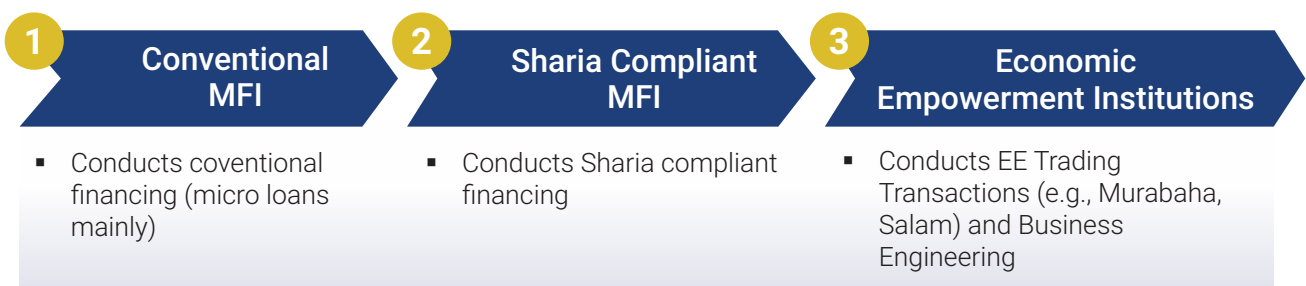 1
Conventional
MFI
▪ Conducts coventional
financing (micro loans
mainly)
2
Sharia Compliant
MFI
▪ Conducts Sharia compliant
financing
3
Economic
Empowerment Institutions
▪ Conducts EE Trading
Transactions (e.g., Murabaha,
Salam) and Business
Engineering